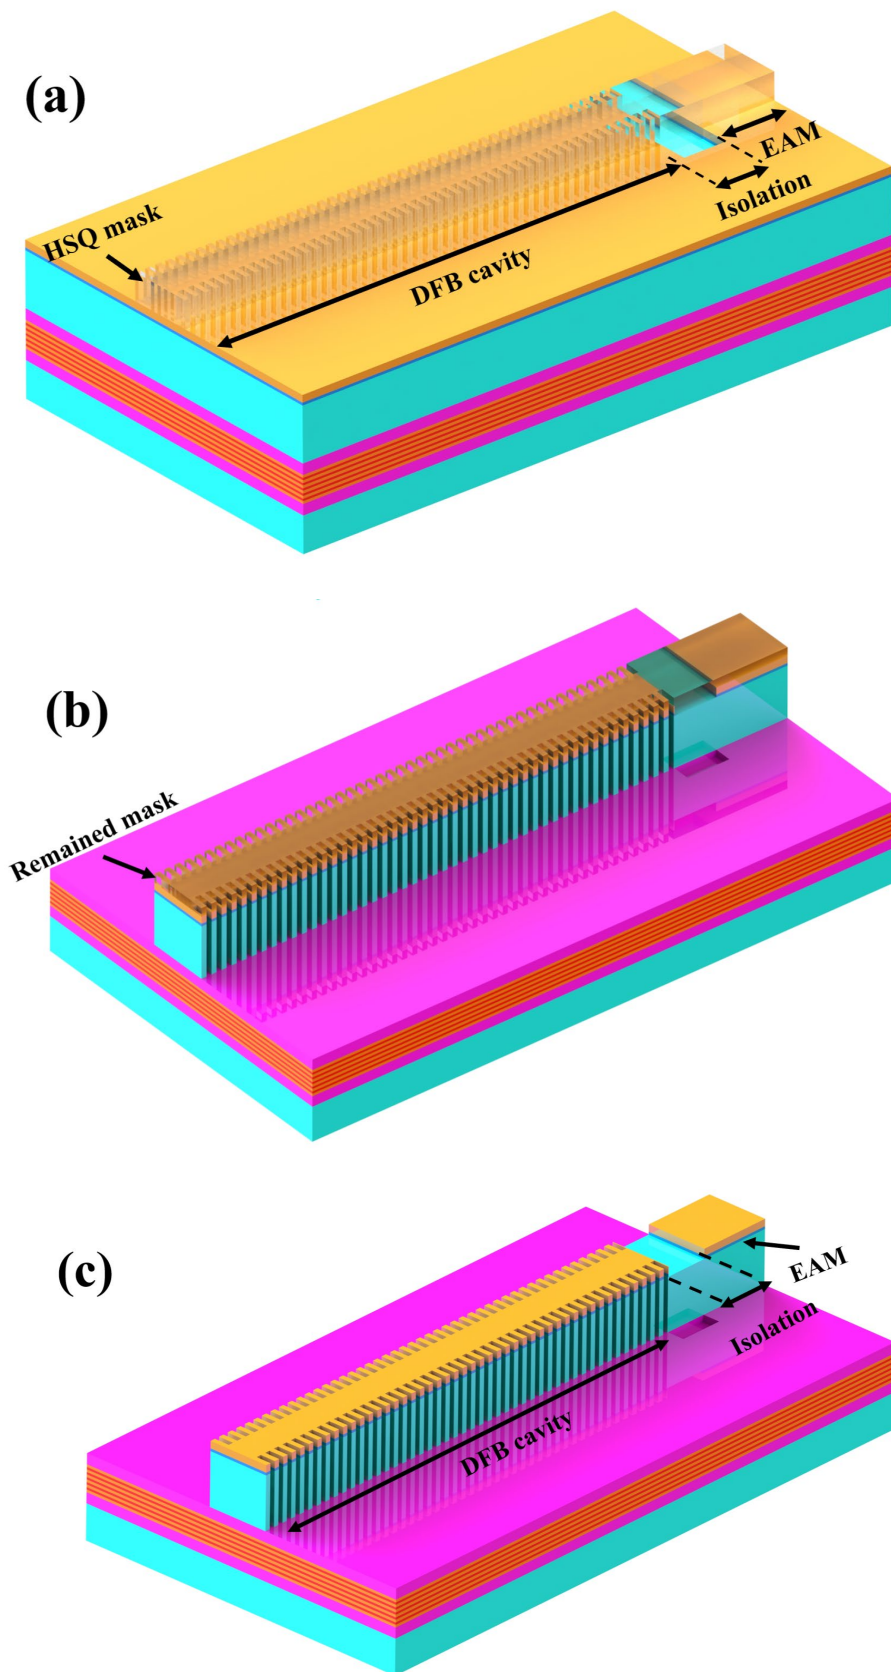 (a)
EAM
Isolation
HSQ mask
DFB cavity
(b)
Remained mask
(c)
EAM
Isolation
DFB cavity